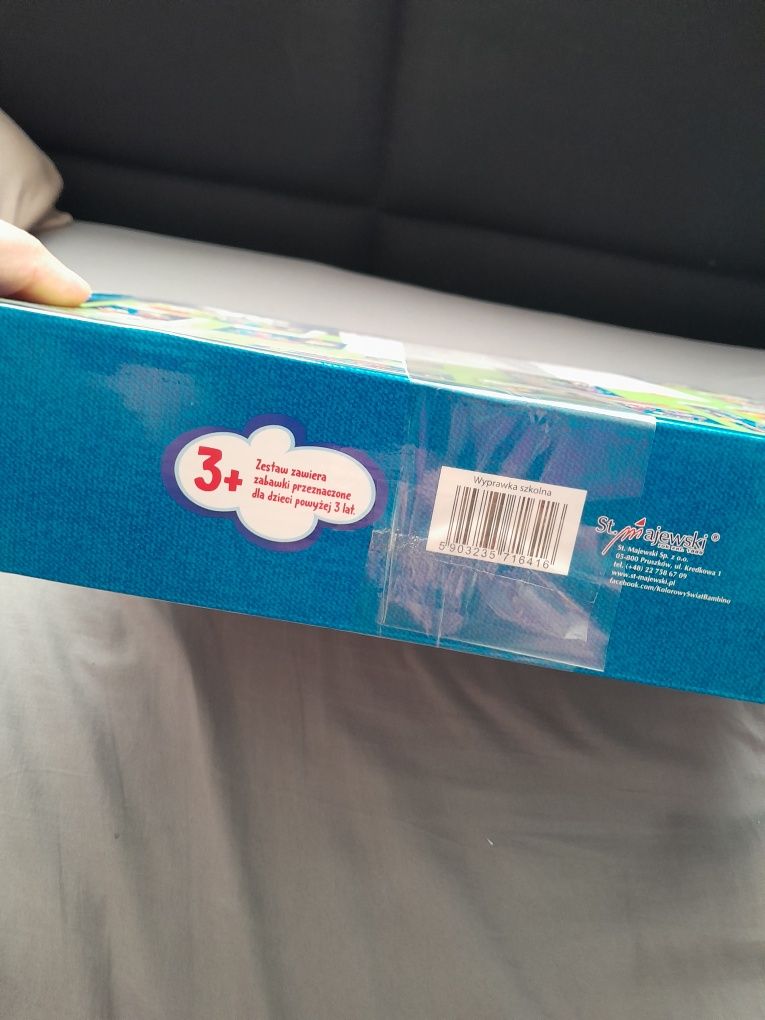 3+
Zestaw zawiera
zabawki przeznaczone
dla dzieci powyżej 3 lat.
Wyprawka szkolna
5 903235 716416
St. Majewski ®
St. Majewski Sp. z o.o.
05-800 Pruszków, ul. Kredkowa 1
tel. (+48) 22 758 67 09
www.st-majewski.pl
facebook.com/KolorowySwiatBambino